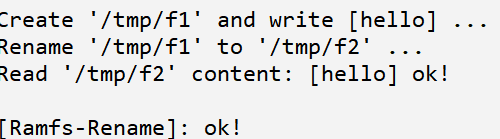 Create '/tmp/f1' and write [hello] ...
Rename '/tmp/f1' to '/tmp/f2' ...
Read '/tmp/f2' content: [hello] ok!
[Ramfs-Rename]: ok!